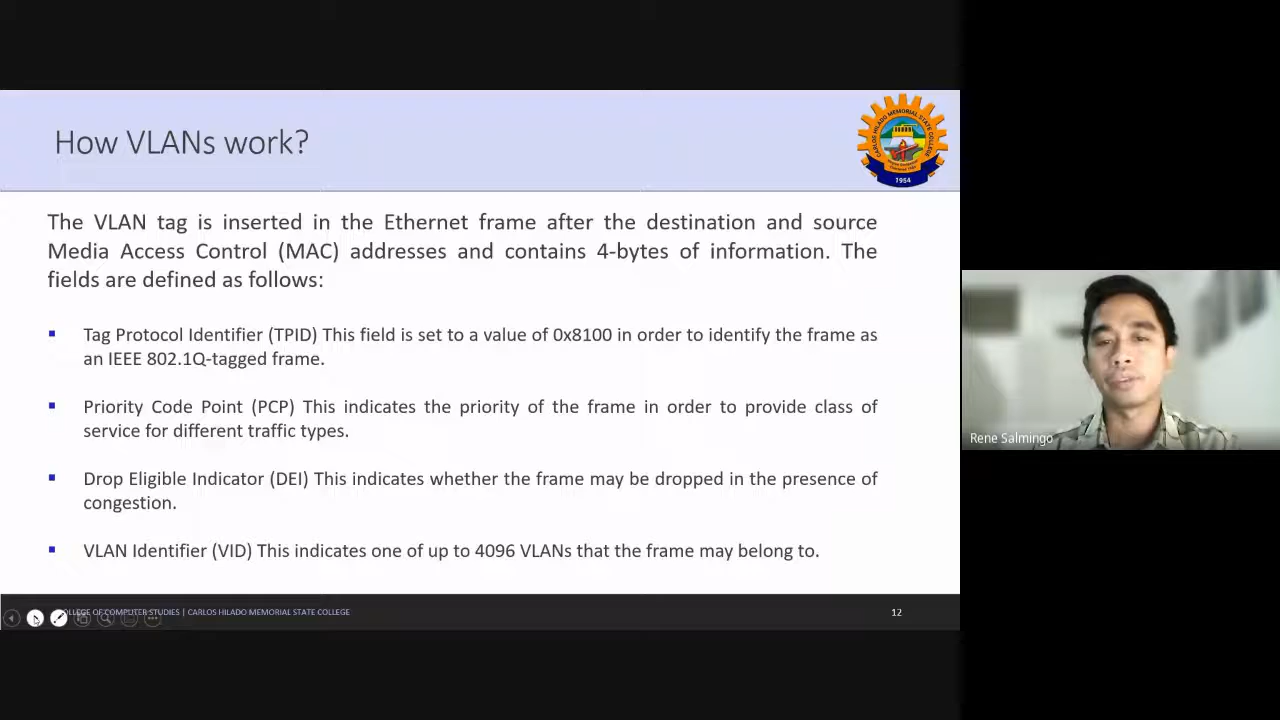 How VLANs work?
CARLOS HILADO MEMORIAL STATE COLLEGE
1954
The VLAN tag is inserted in the Ethernet frame after the destination and source
Media Access Control (MAC) addresses and contains 4-bytes of information. The
fields are defined as follows:
▪ Tag Protocol Identifier (TPID) This field is set to a value of 0x8100 in order to identify the frame as
an IEEE 802.1Q-tagged frame.
▪ Priority Code Point (PCP) This indicates the priority of the frame in order to provide class of
service for different traffic types.
▪ Drop Eligible Indicator (DEI) This indicates whether the frame may be dropped in the presence of
congestion.
▪ VLAN Identifier (VID) This indicates one of up to 4096 VLANs that the frame may belong to.
Rene Salmingo
COLLEGE OF COMPUTER STUDIES | CARLOS HILADO MEMORIAL STATE COLLEGE
12